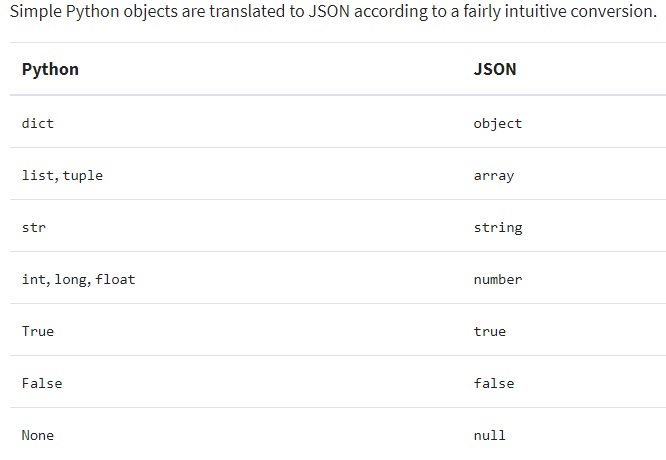 Simple Python objects are translated to JSON according to a fairly intuitive conversion.
Python JSON
dict object
list, tuple array
str string
int, long, float number
True true
False false
None null